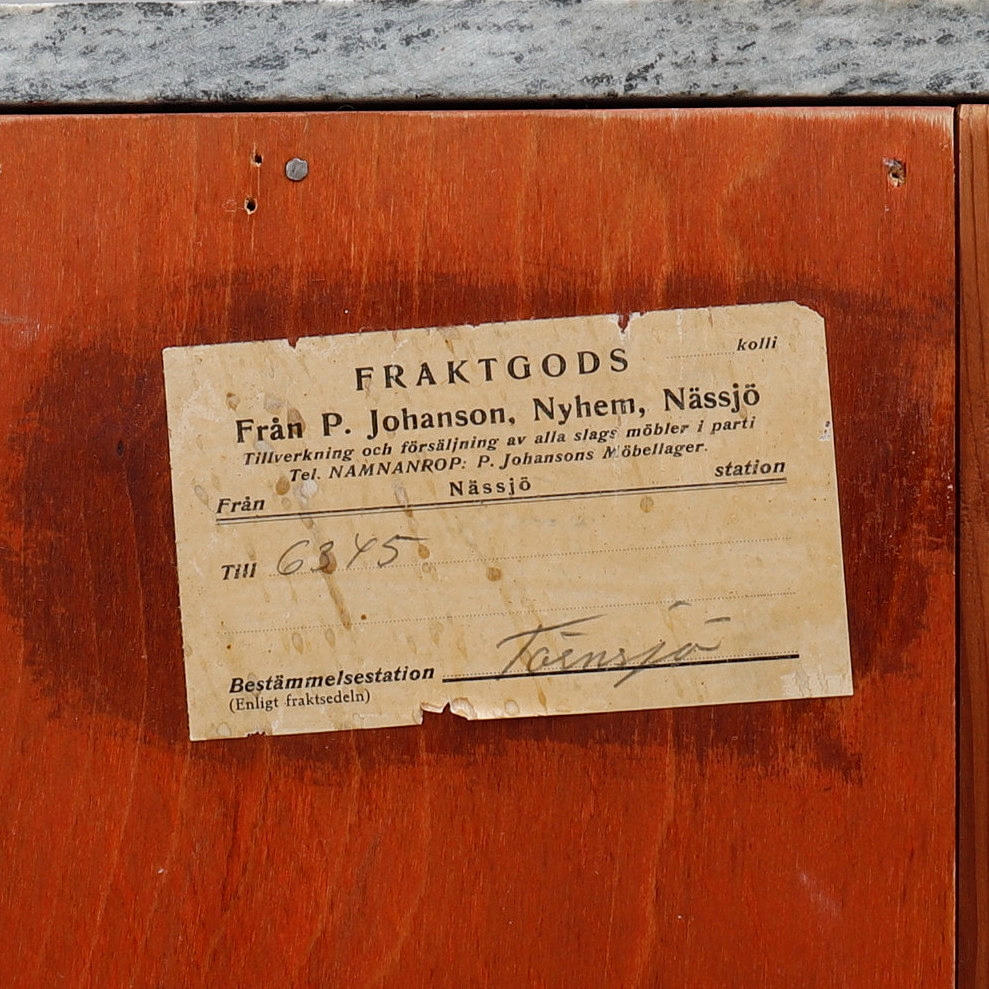 kolli
FRAKTGODS
Från P. Johanson, Nyhem, Nässjö
Tillverkning och försäljning av alla slags möbler i parti
Tel. NAMNANROP: P. Johansons Möbellager.
Från Nässjö station
Till 6345
Bestämmelsestation
(Enligt fraktsedeln)